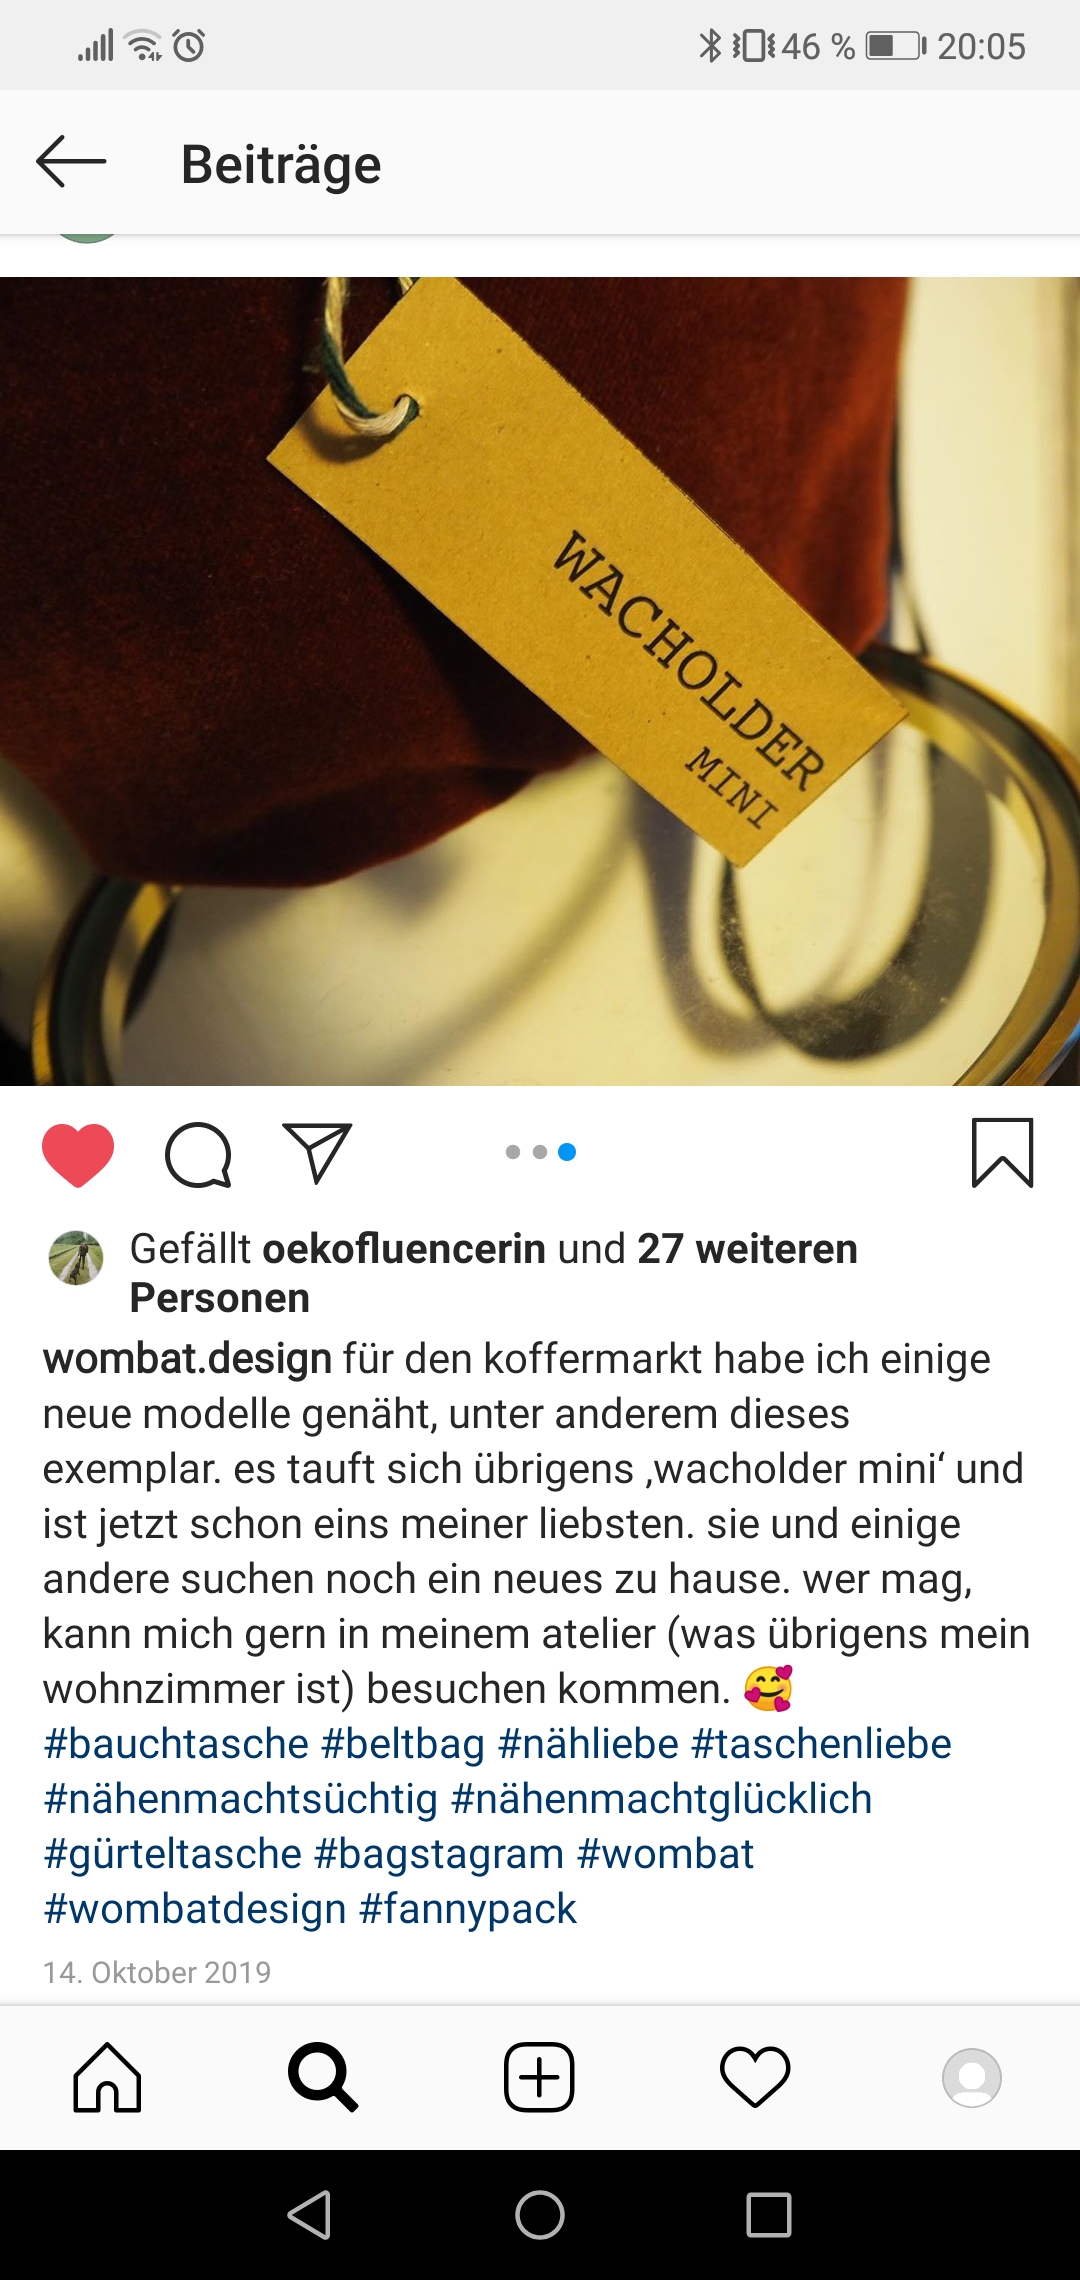 46 % 20:05
Beiträge
WACHOLDER
MINI
Gefällt oekofluencerin und 27 weiteren
Personen
wombat.design für den koffermarkt habe ich einige
neue modelle genäht, unter anderem dieses
exemplar. es tauft sich übrigens ‚wacholder mini‘ und
ist jetzt schon eins meiner liebsten. sie und einige
andere suchen noch ein neues zu hause. wer mag,
kann mich gern in meinem atelier (was übrigens mein
wohnzimmer ist) besuchen kommen. 🥰
#bauchtasche #beltbag #nähliebe #taschenliebe
#nähenmachtsüchtig #nähenmachtglücklich
#gürteltasche #bagstagram #wombat
#wombatdesign #fannypack
14. Oktober 2019